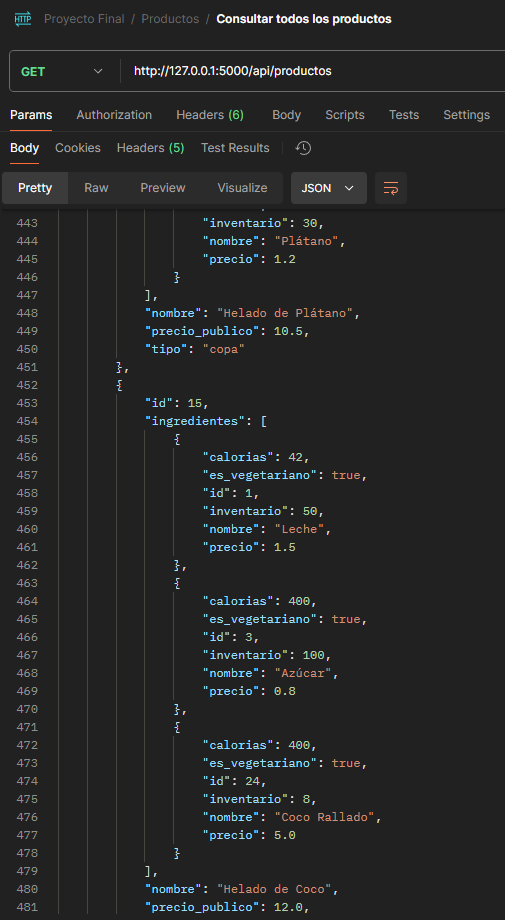 HTTP Proyecto Final / Productos / Consultar todos los productos
GET http://127.0.0.1:5000/api/productos
Params Authorization Headers (6) Body Scripts Tests Settings
Body Cookies Headers (5) Test Results
Pretty Raw Preview Visualize JSON
443 "inventario": 30,
444 "nombre": "Plátano",
445 "precio": 1.2
446 }
447 ],
448 "nombre": "Helado de Plátano",
449 "precio_publico": 10.5,
450 "tipo": "copa"
451 },
452 {
453 "id": 15,
454 "ingredientes": [
455 {
456 "calorias": 42,
457 "es_vegetariano": true,
458 "id": 1,
459 "inventario": 50,
460 "nombre": "Leche",
461 "precio": 1.5
462 },
463 {
464 "calorias": 400,
465 "es_vegetariano": true,
466 "id": 3,
467 "inventario": 100,
468 "nombre": "Azúcar",
469 "precio": 0.8
470 },
471 {
472 "calorias": 400,
473 "es_vegetariano": true,
474 "id": 24,
475 "inventario": 8,
476 "nombre": "Coco Rallado",
477 "precio": 5.0
478 }
479 ],
480 "nombre": "Helado de Coco",
481 "precio_publico": 12.0,